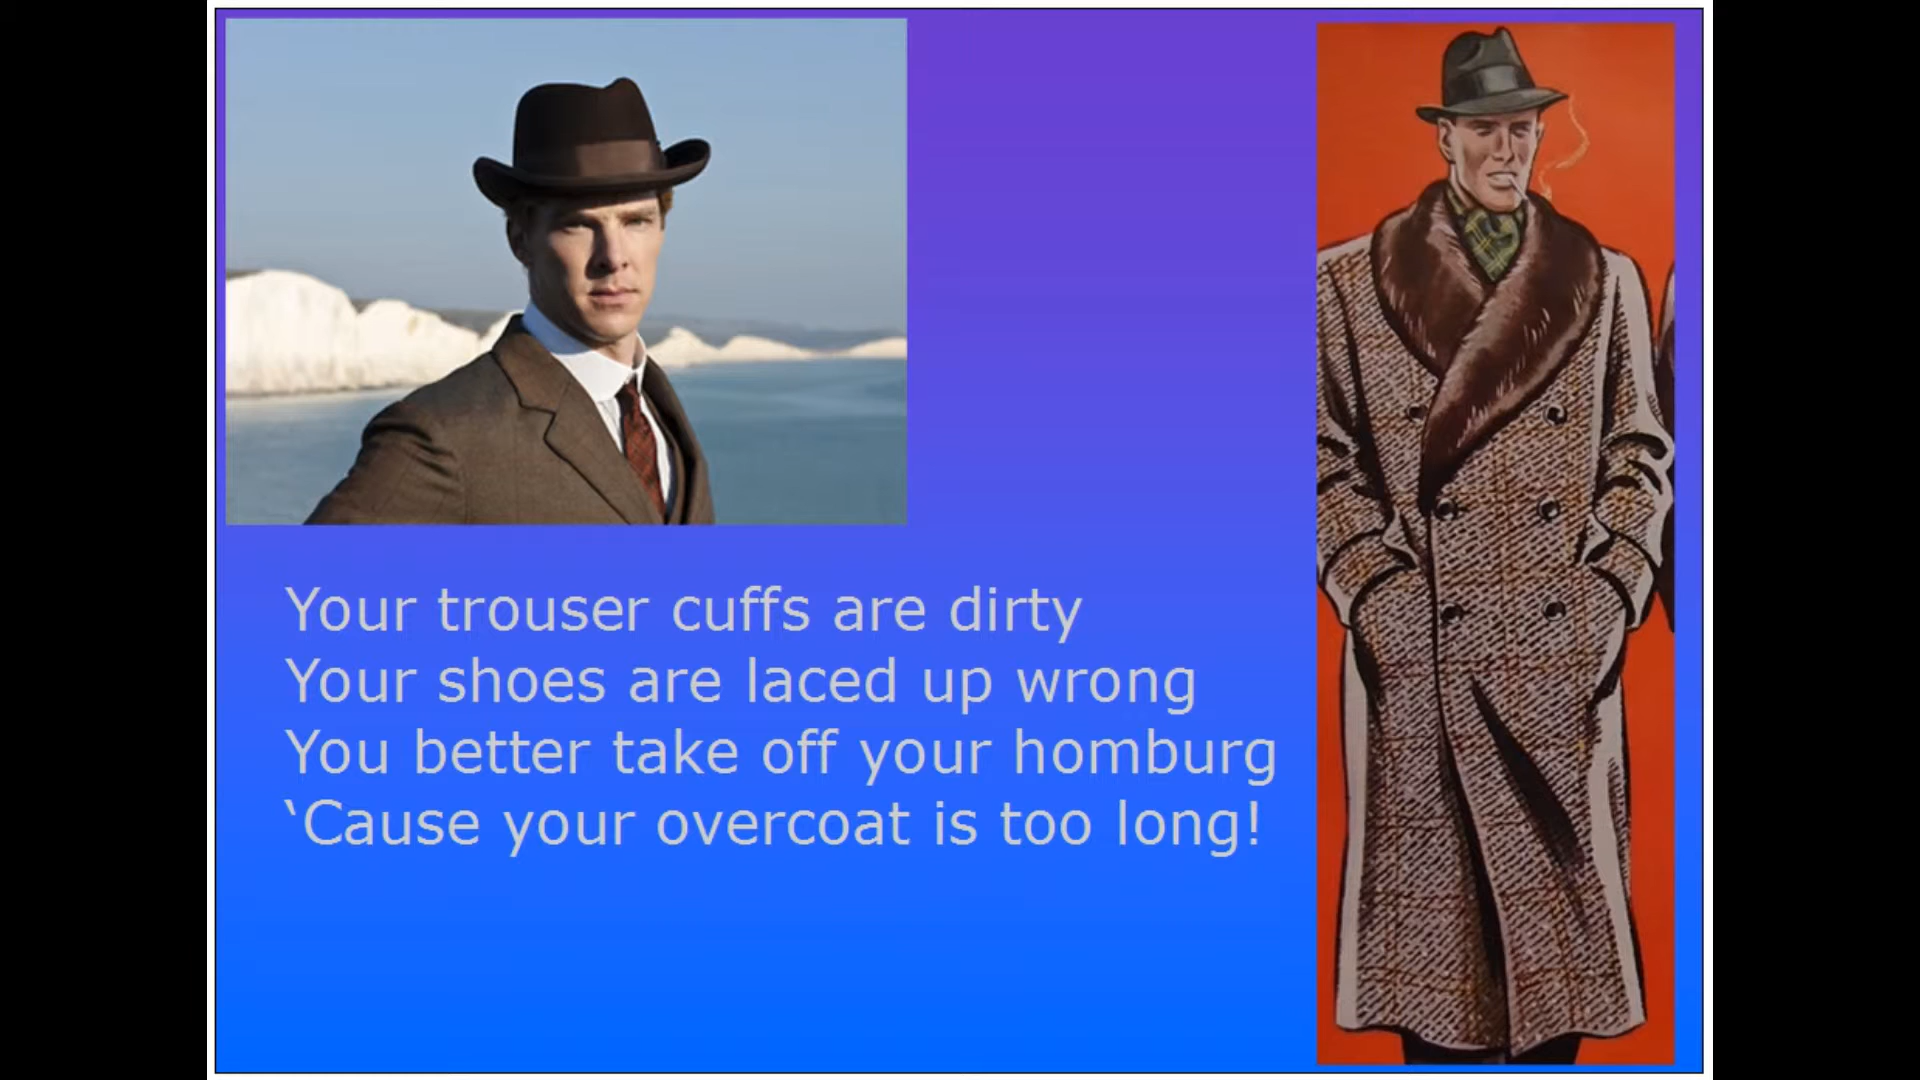 Your trouser cuffs are dirty
Your shoes are laced up wrong
You better take off your homburg
‘Cause your overcoat is too long!